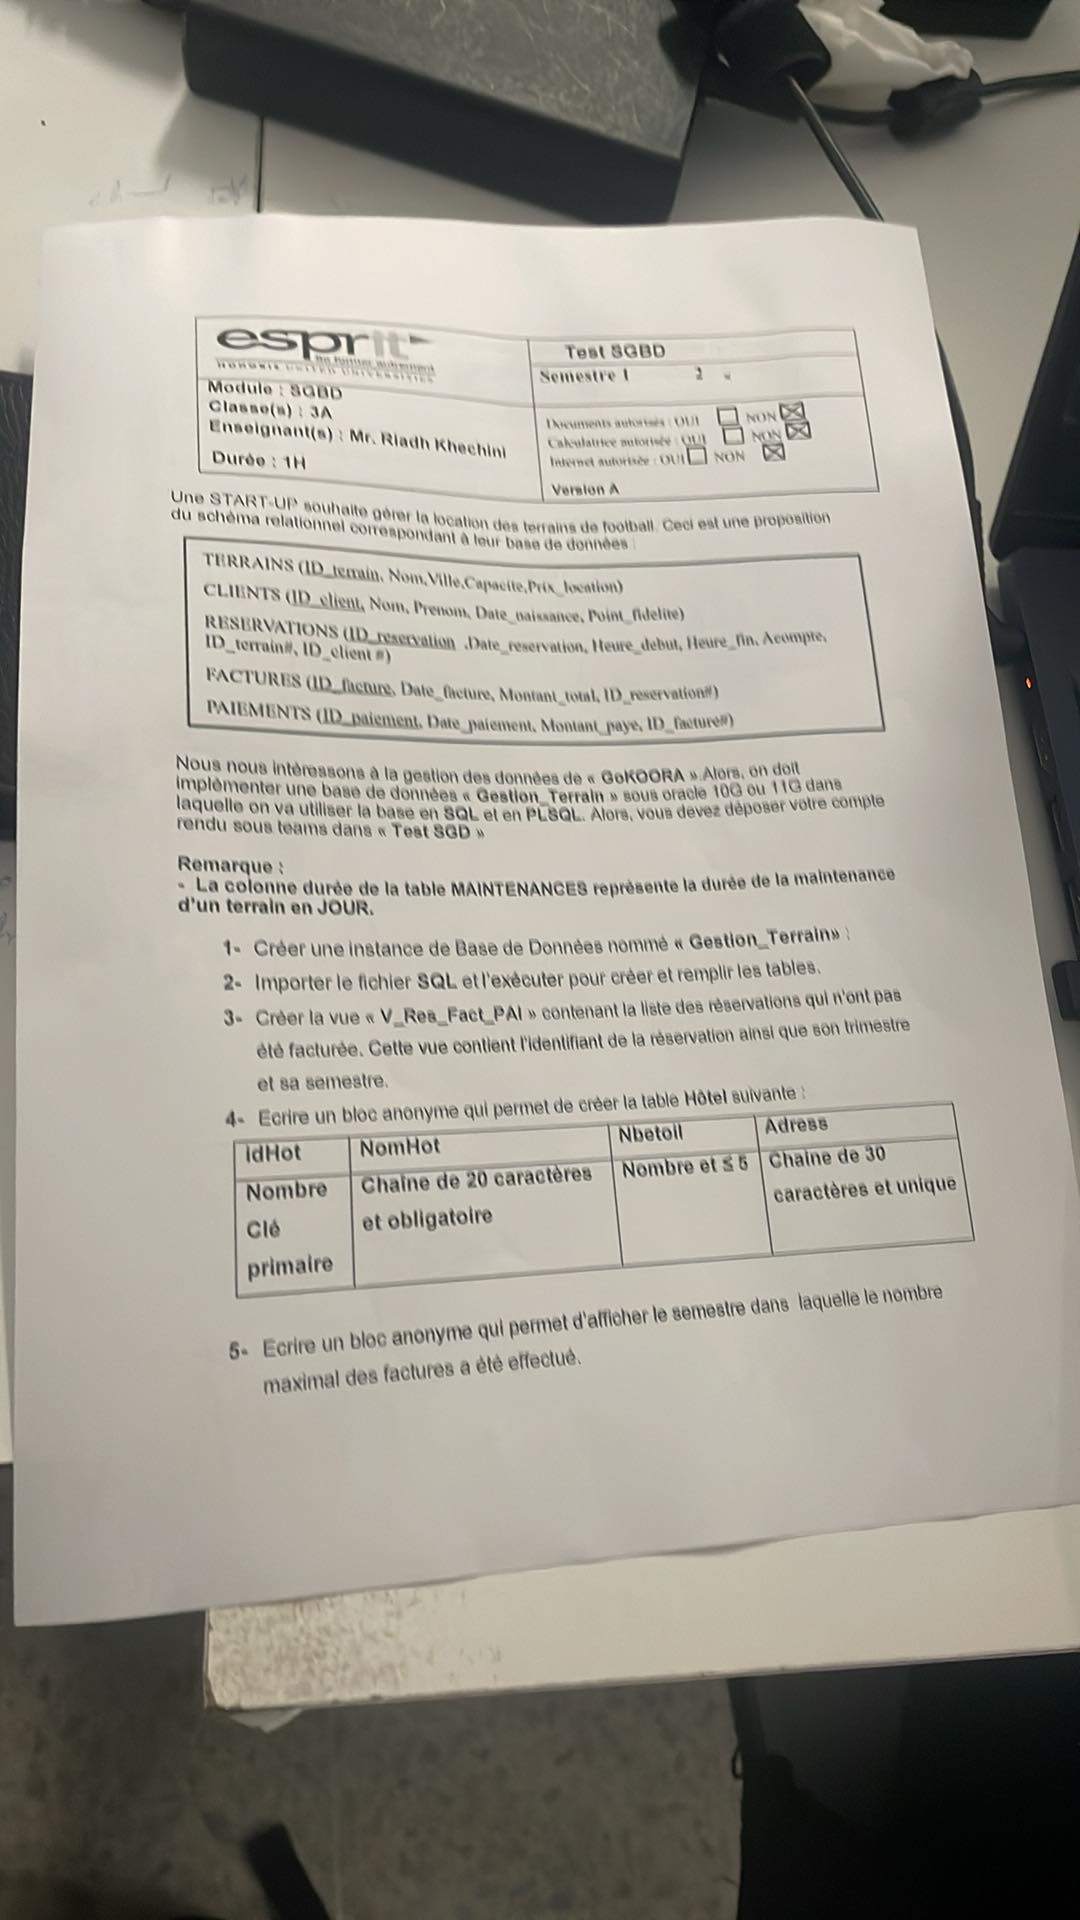 esprit
Se former autrement
HONORIS UNITED UNIVERSITIES
Module : SGBD
Classe(s) : 3A
Enseignant(s) : Mr. Riadh Khechini
Durée : 1H
Test SGBD
Semestre 1 2
Documents autorisés : OUI NON
Calculatrice autorisée : OUI NON
Internet autorisée : OUI NON
Version A
Une START-UP souhaite gérer la location des terrains de football. Ceci est une proposition
du schéma relationnel correspondant à leur base de données :
TERRAINS (ID_terrain, Nom,Ville,Capacite,Prix_location)
CLIENTS (ID_client, Nom, Prenom, Date_naissance, Point_fidelite)
RESERVATIONS (ID_reservation ,Date_reservation, Heure_debut, Heure_fin, Acompte,
ID_terrain#, ID_client #)
FACTURES (ID_facture, Date_facture, Montant_total, ID_reservation#)
PAIEMENTS (ID_paiement, Date_paiement, Montant_paye, ID_facture#)
Nous nous intéressons à la gestion des données de « GoKOORA ».Alors, on doit
implémenter une base de données « Gestion_Terrain » sous oracle 10G ou 11G dans
laquelle on va utiliser la base en SQL et en PLSQL. Alors, vous devez déposer votre compte
rendu sous teams dans « Test SGD »
Remarque :
- La colonne durée de la table MAINTENANCES représente la durée de la maintenance
d'un terrain en JOUR.
1- Créer une instance de Base de Données nommé « Gestion_Terrain» :
2- Importer le fichier SQL et l'exécuter pour créer et remplir les tables.
3- Créer la vue « V_Res_Fact_PAI » contenant la liste des réservations qui n'ont pas
été facturée. Cette vue contient l'identifiant de la réservation ainsi que son trimestre
et sa semestre.
4- Ecrire un bloc anonyme qui permet de créer la table Hôtel suivante :
idHot NomHot Nbetoil Adress
Nombre Chaîne de 20 caractères Nombre et ≤ 5 Chaine de 30
Clé et obligatoire caractères et unique
primaire
5- Ecrire un bloc anonyme qui permet d'afficher le semestre dans laquelle le nombre
maximal des factures a été effectué.